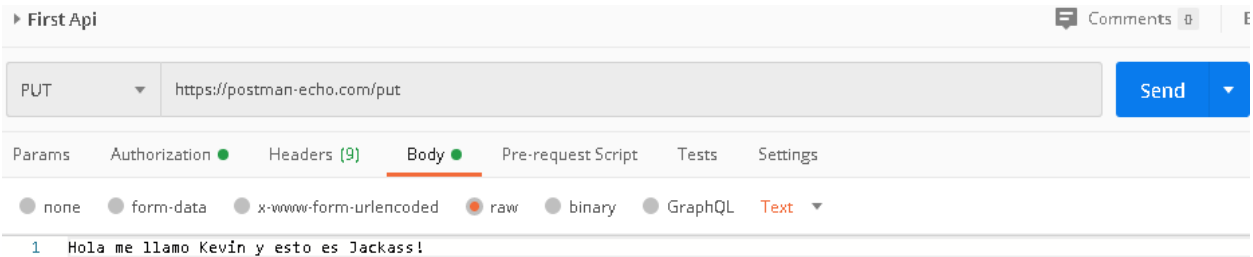 First Api Comments 0
PUT https://postman-echo.com/put Send
Params Authorization Headers (9) Body Pre-request Script Tests Settings
none form-data x-www-form-urlencoded raw binary GraphQL Text
1 Hola me llamo Kevin y esto es Jackass!